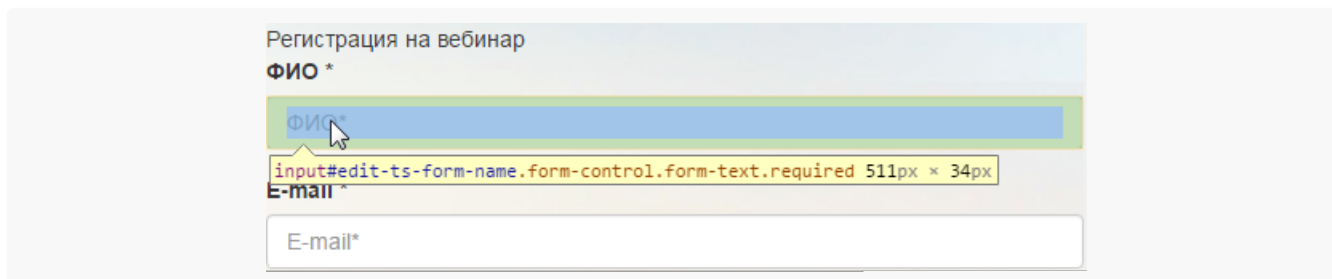 Регистрация на вебинар
ФИО *
ФИО*
input#edit-ts-form-name.form-control.form-text.required 511px × 34px
E-mail *
E-mail*